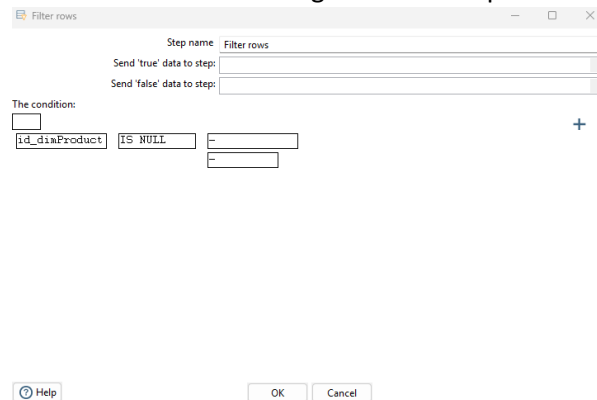 Filter rows
Step name Filter rows
Send 'true' data to step:
Send 'false' data to step:
The condition:
+
id_dimProduct IS NULL -
-
Help OK Cancel